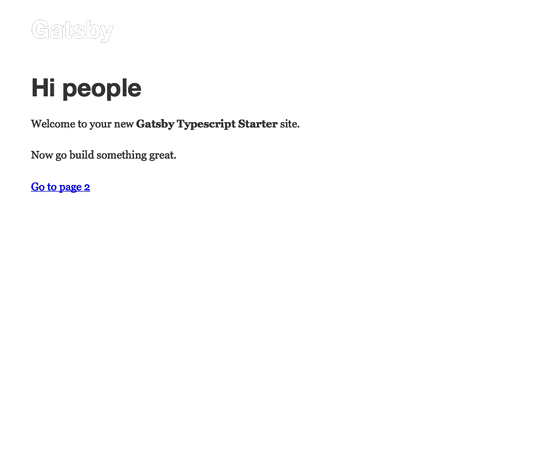 Gatsby
Hi people
Welcome to your new Gatsby Typescript Starter site.
Now go build something great.
Go to page 2